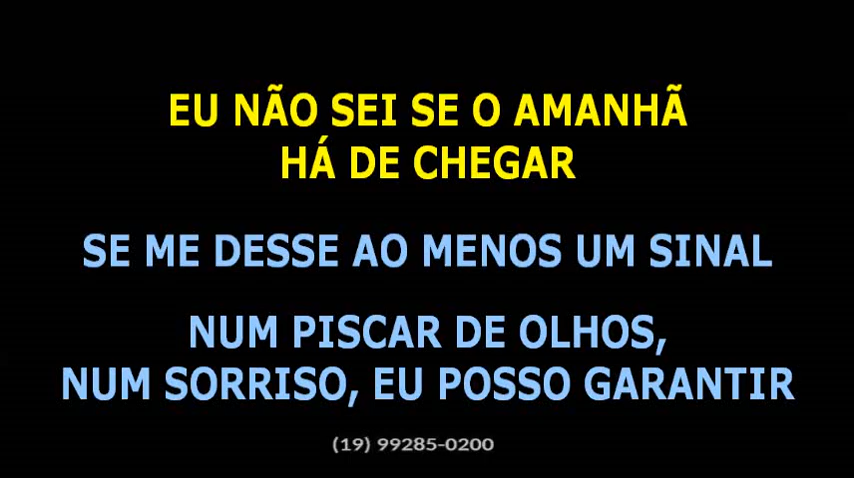 EU NÃO SEI SE O AMANHÃ
HÁ DE CHEGAR
SE ME DESSE AO MENOS UM SINAL
NUM PISCAR DE OLHOS,
NUM SORRISO, EU POSSO GARANTIR
(19) 99285-0200